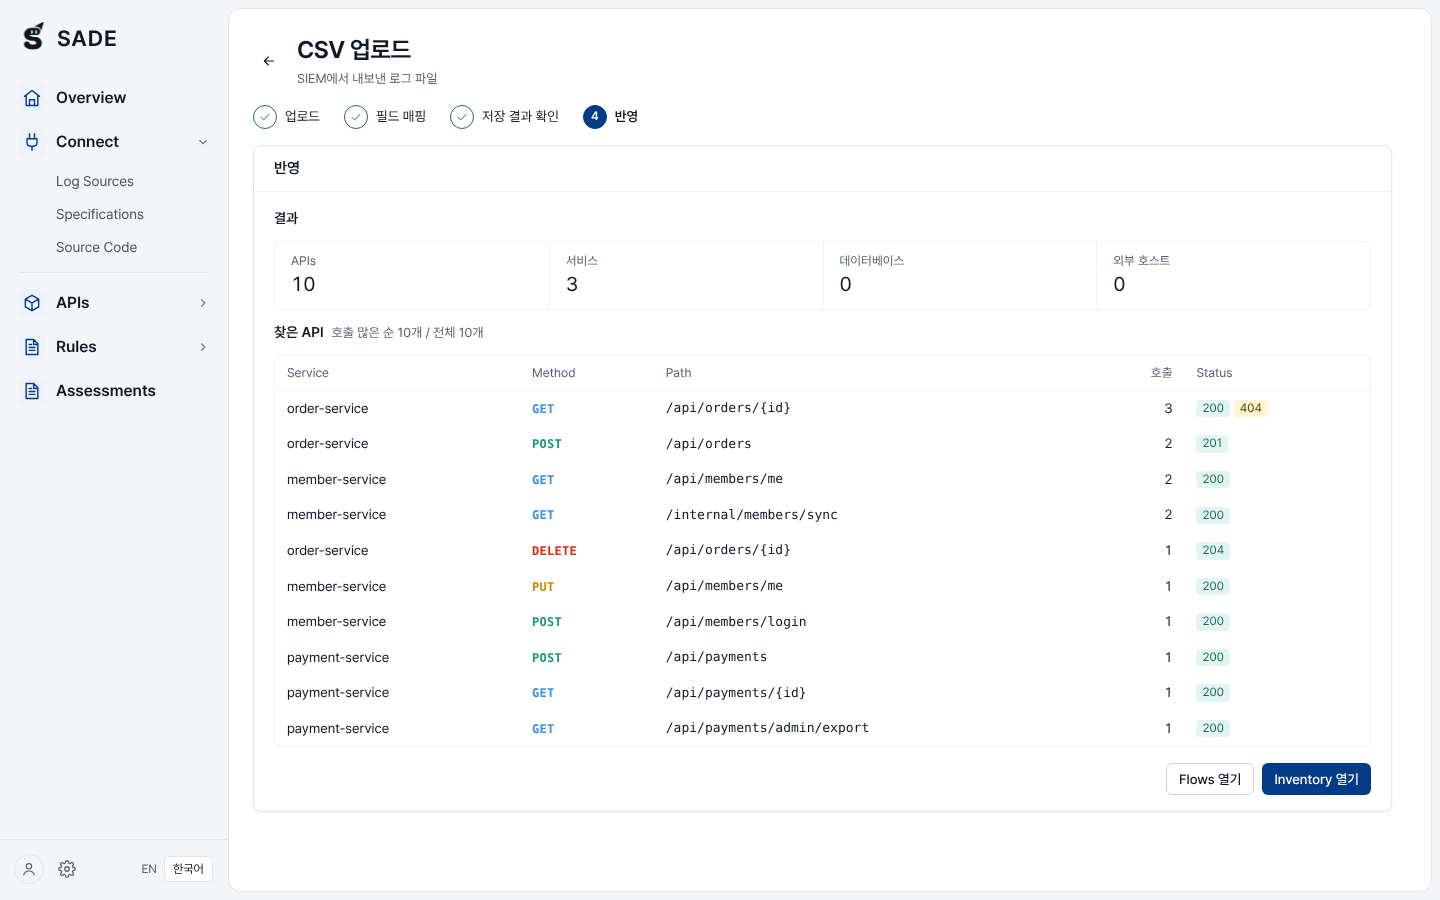 SADE
Overview
Connect
Log Sources
Specifications
Source Code
APIs
Rules
Assessments
EN 한국어
CSV 업로드
SIEM에서 내보낸 로그 파일
업로드 필드 매핑 저장 결과 확인 4 반영
반영
결과
APIs 서비스 데이터베이스 외부 호스트
10 3 0 0
찾은 API 호출 많은 순 10개 / 전체 10개
Service Method Path 호출 Status
order-service GET /api/orders/{id} 3 200 404
order-service POST /api/orders 2 201
member-service GET /api/members/me 2 200
member-service GET /internal/members/sync 2 200
order-service DELETE /api/orders/{id} 1 204
member-service PUT /api/members/me 1 200
member-service POST /api/members/login 1 200
payment-service POST /api/payments 1 200
payment-service GET /api/payments/{id} 1 200
payment-service GET /api/payments/admin/export 1 200
Flows 열기 Inventory 열기